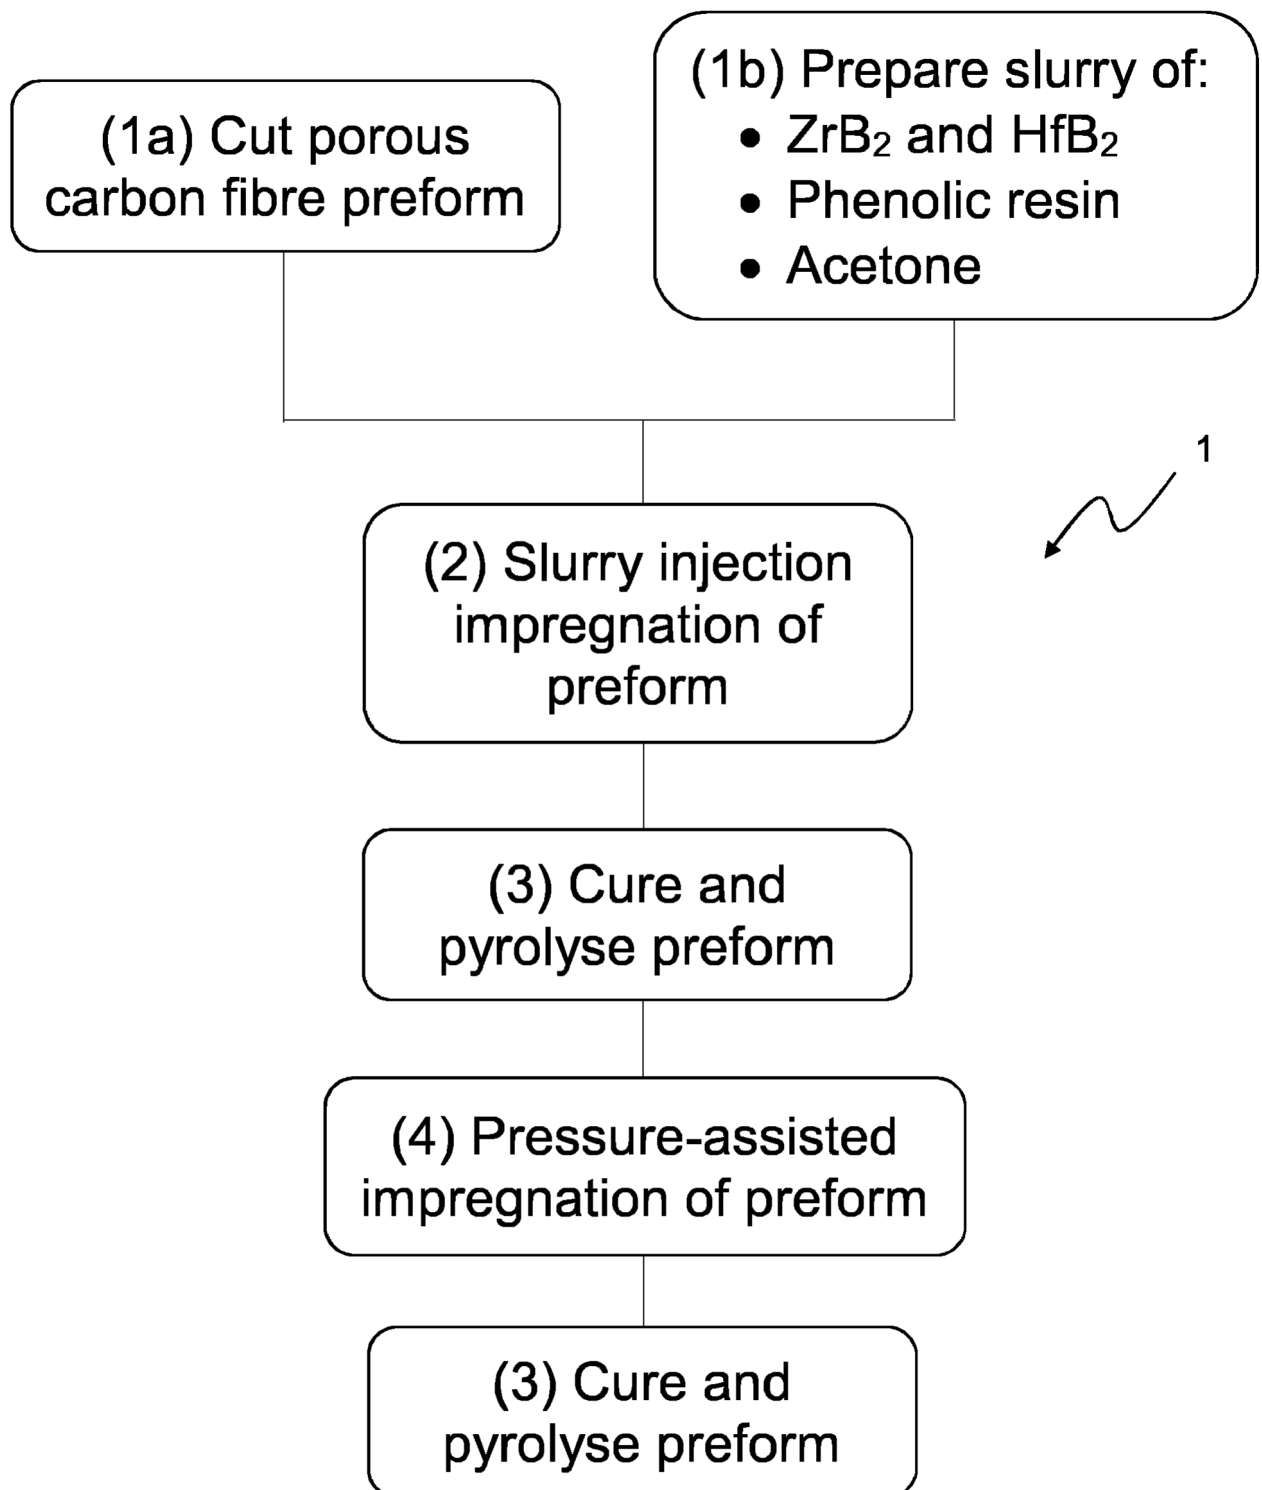 (1a) Cut porous
carbon fibre preform
(1b) Prepare slurry of:
• ZrB₂ and HfB₂
• Phenolic resin
• Acetone
1
(2) Slurry injection
impregnation of
preform
(3) Cure and
pyrolyse preform
(4) Pressure-assisted
impregnation of preform
(3) Cure and
pyrolyse preform